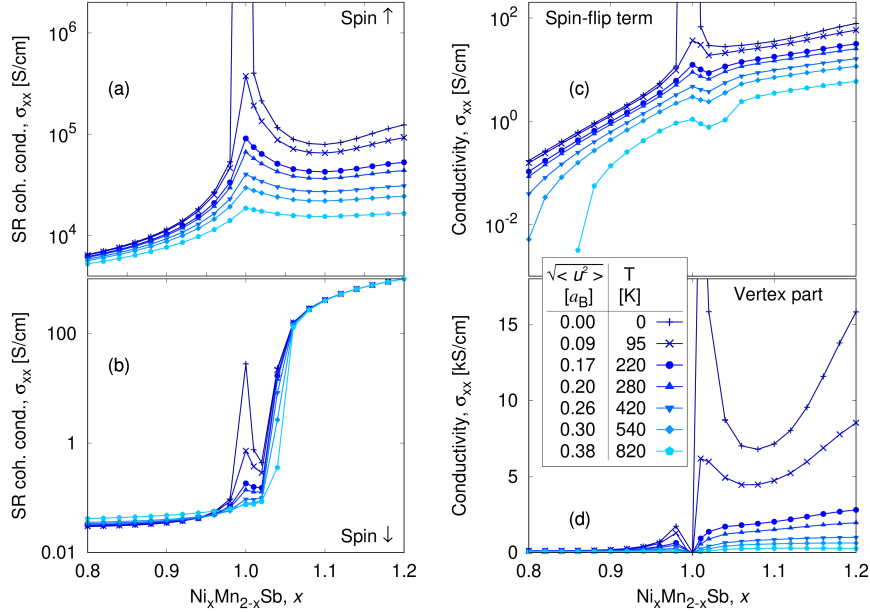 10^6
10^5
10^4
SR coh. cond., σxx [S/cm]
Spin ↑
(a)
100
1
0.01
SR coh. cond., σxx [S/cm]
(b)
Spin ↓
0.8 0.9 1.0 1.1 1.2
NixMn2-xSb, x
10^2
10^0
10^-2
Conductivity, σxx [S/cm]
Spin-flip term
(c)
√< u^2 > T
[aB] [K]
0.00 0
0.09 95
0.17 220
0.20 280
0.26 420
0.30 540
0.38 820
15
10
5
0
Conductivity, σxx [kS/cm]
Vertex part
(d)
0.8 0.9 1.0 1.1 1.2
NixMn2-xSb, x